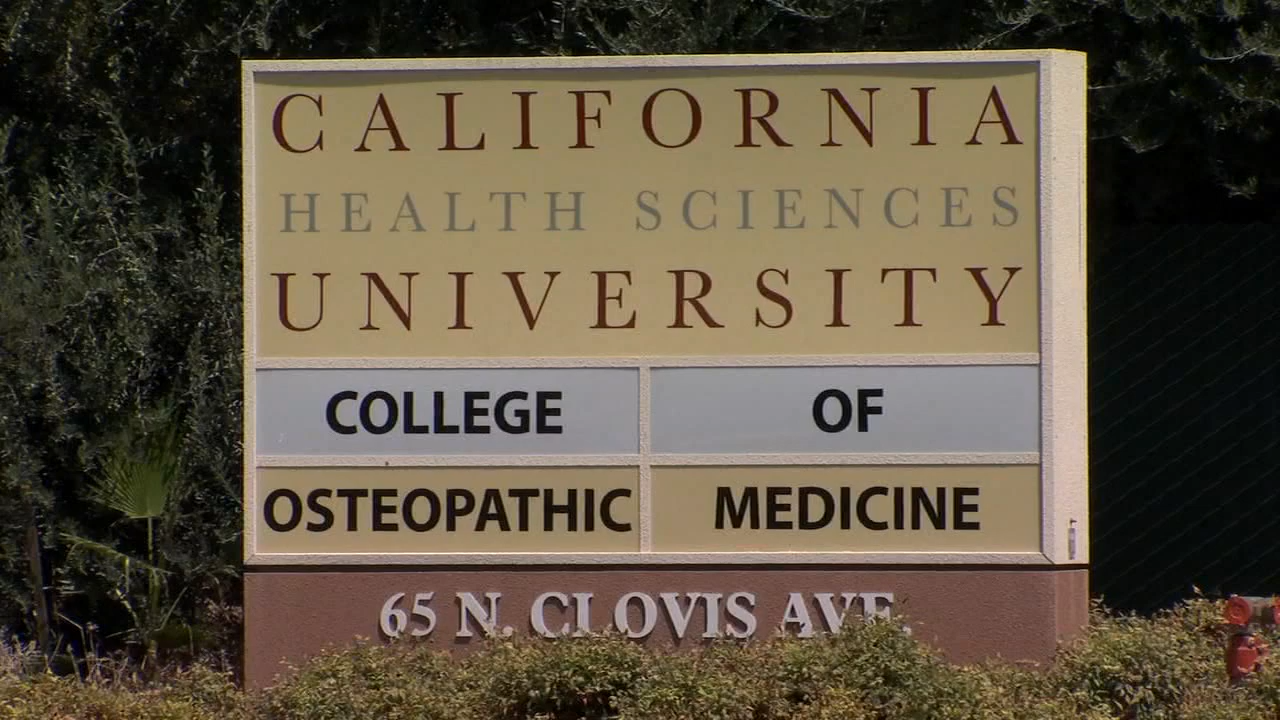 CALIFORNIA
HEALTH SCIENCES
UNIVERSITY
COLLEGE OF
OSTEOPATHIC MEDICINE
65 N. CLOVIS AVE.